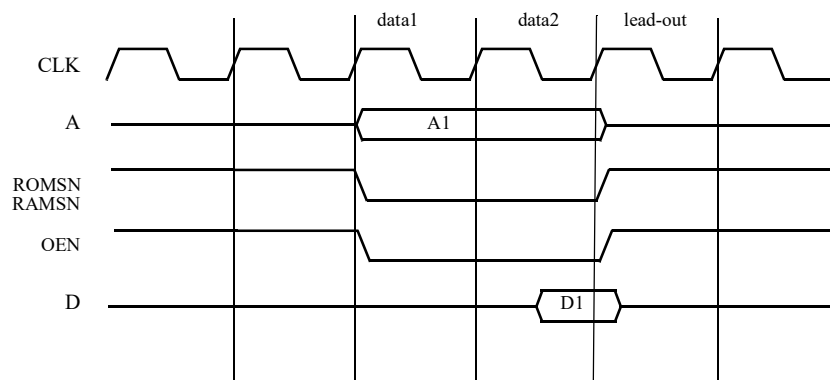 data1 data2 lead-out
CLK
A A1
ROMSN
RAMSN
OEN
D D1